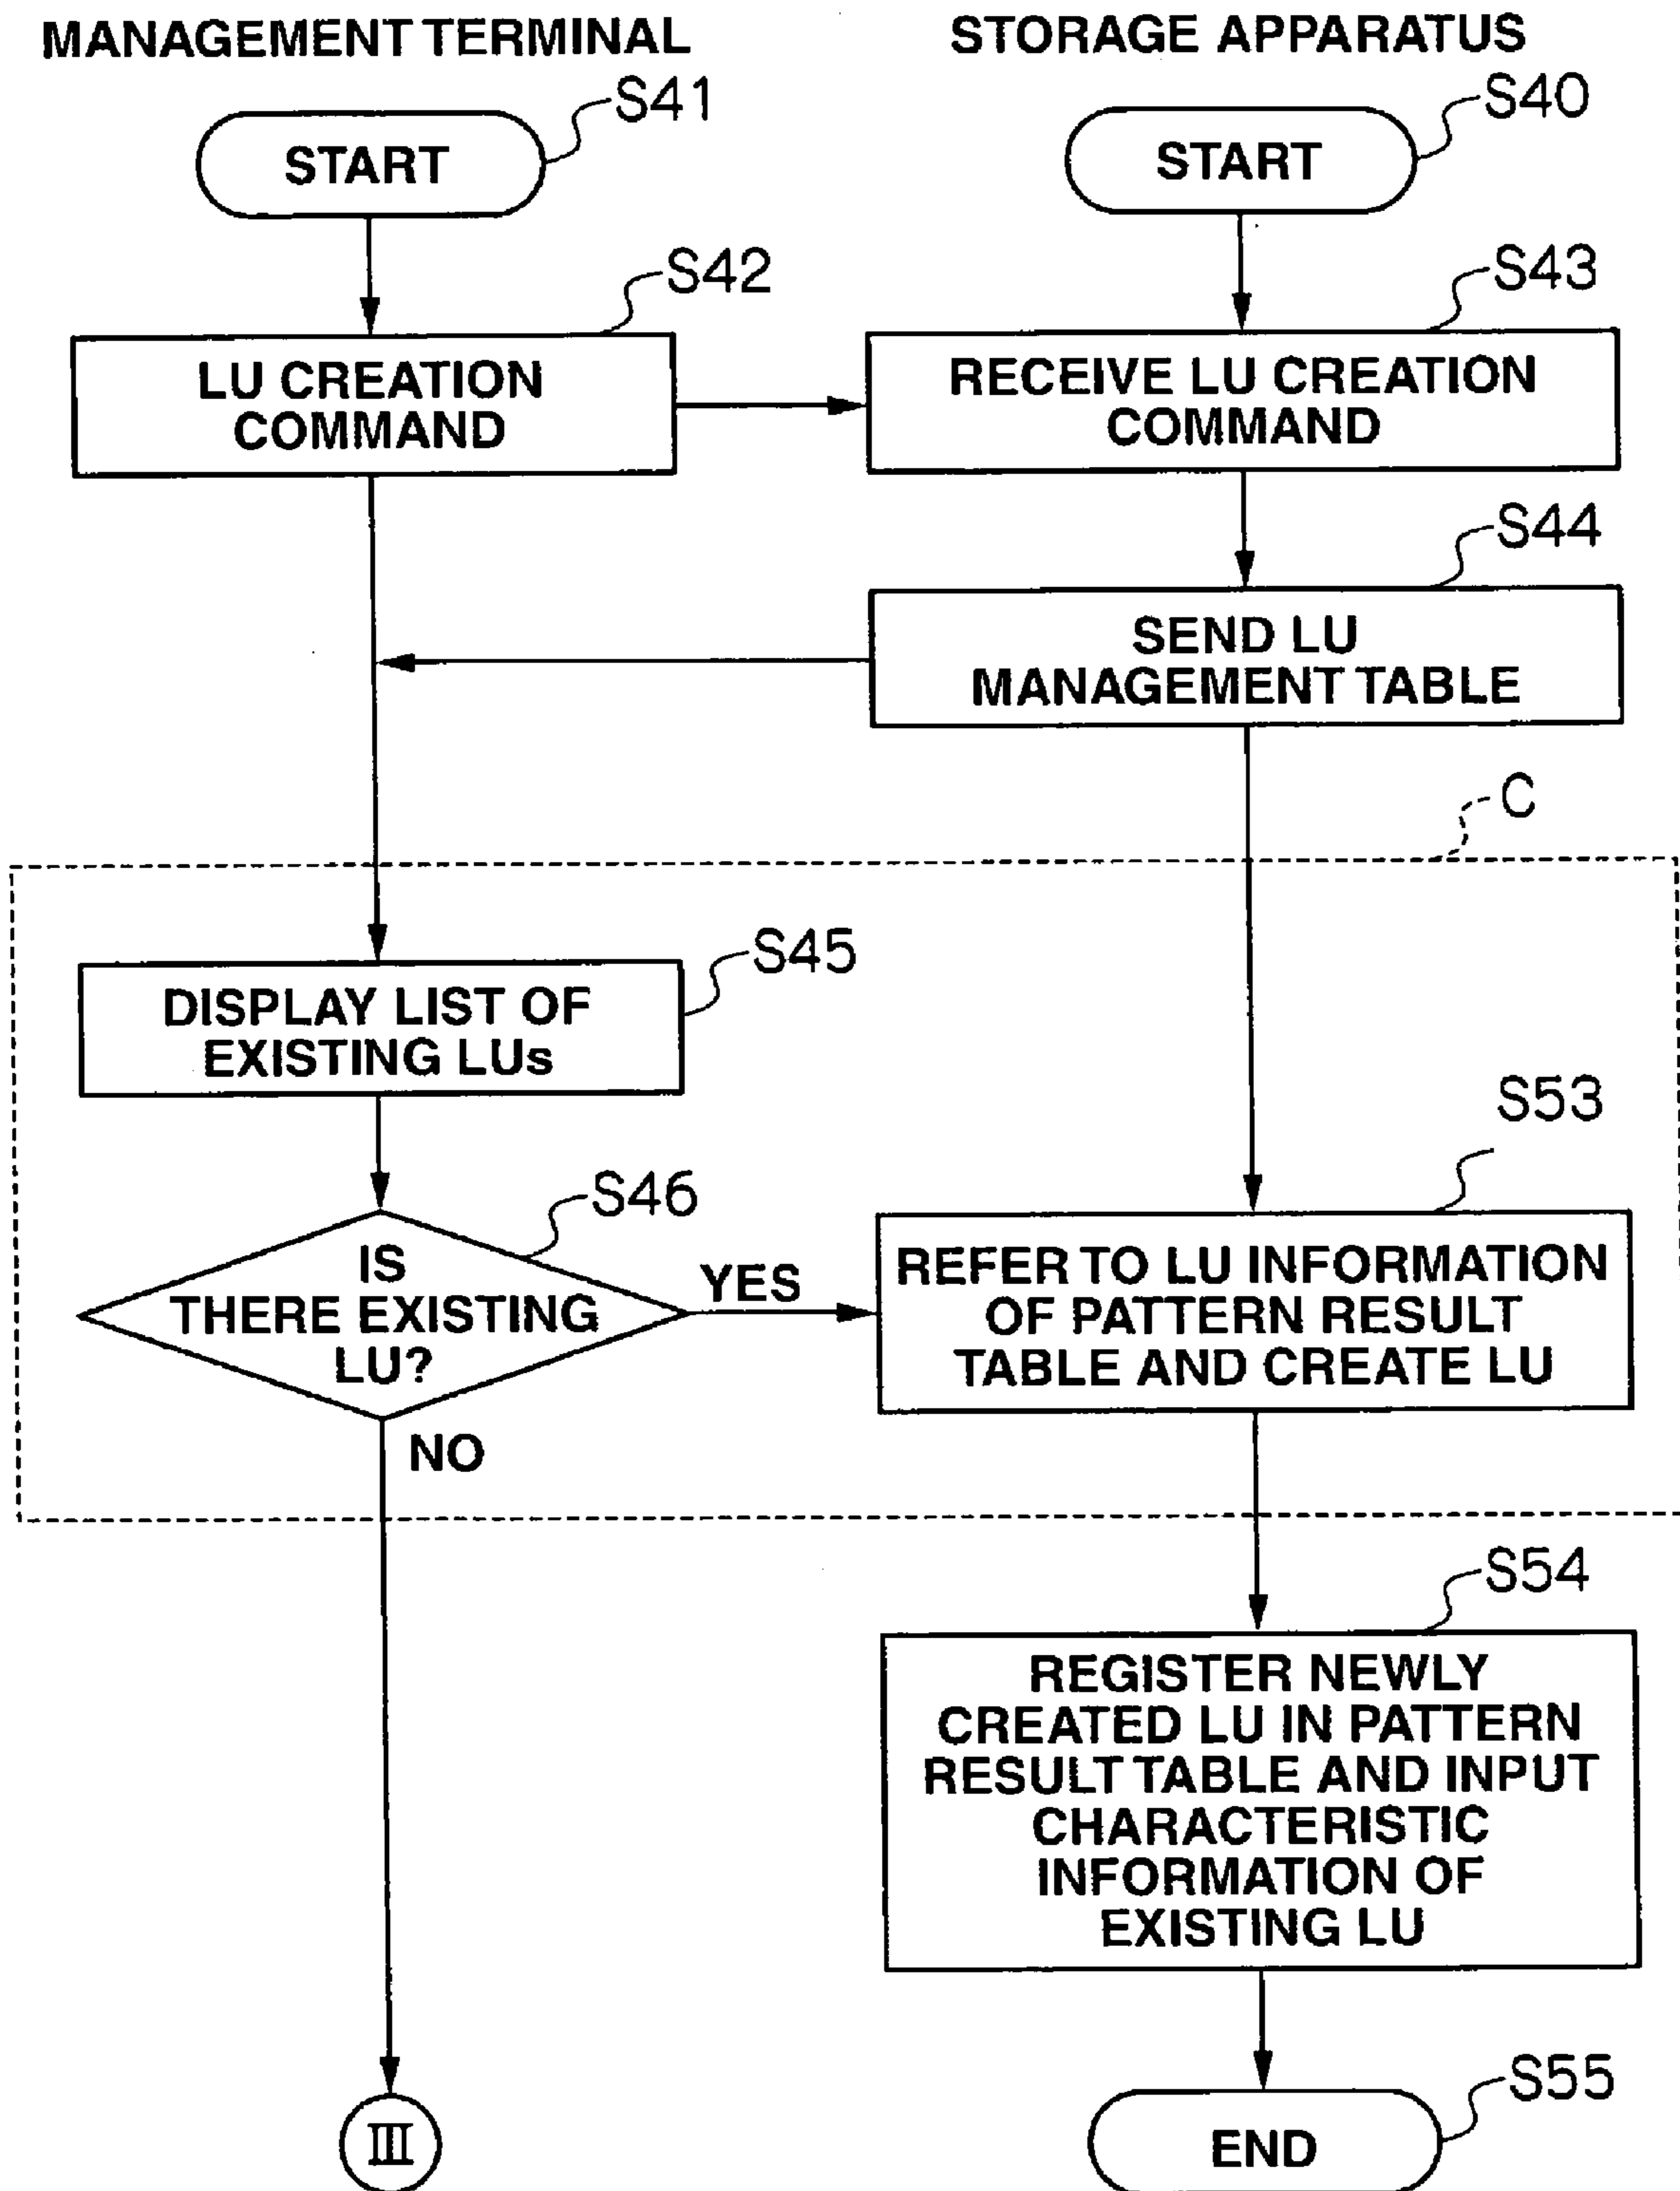 MANAGEMENT TERMINAL
STORAGE APPARATUS
S41
START
S40
START
S42
LU CREATION
COMMAND
S43
RECEIVE LU CREATION
COMMAND
S44
SEND LU
MANAGEMENT TABLE
C
S45
DISPLAY LIST OF
EXISTING LUs
S46
IS
THERE EXISTING
LU?
YES
NO
S53
REFER TO LU INFORMATION
OF PATTERN RESULT
TABLE AND CREATE LU
S54
REGISTER NEWLY
CREATED LU IN PATTERN
RESULT TABLE AND INPUT
CHARACTERISTIC
INFORMATION OF
EXISTING LU
III
S55
END